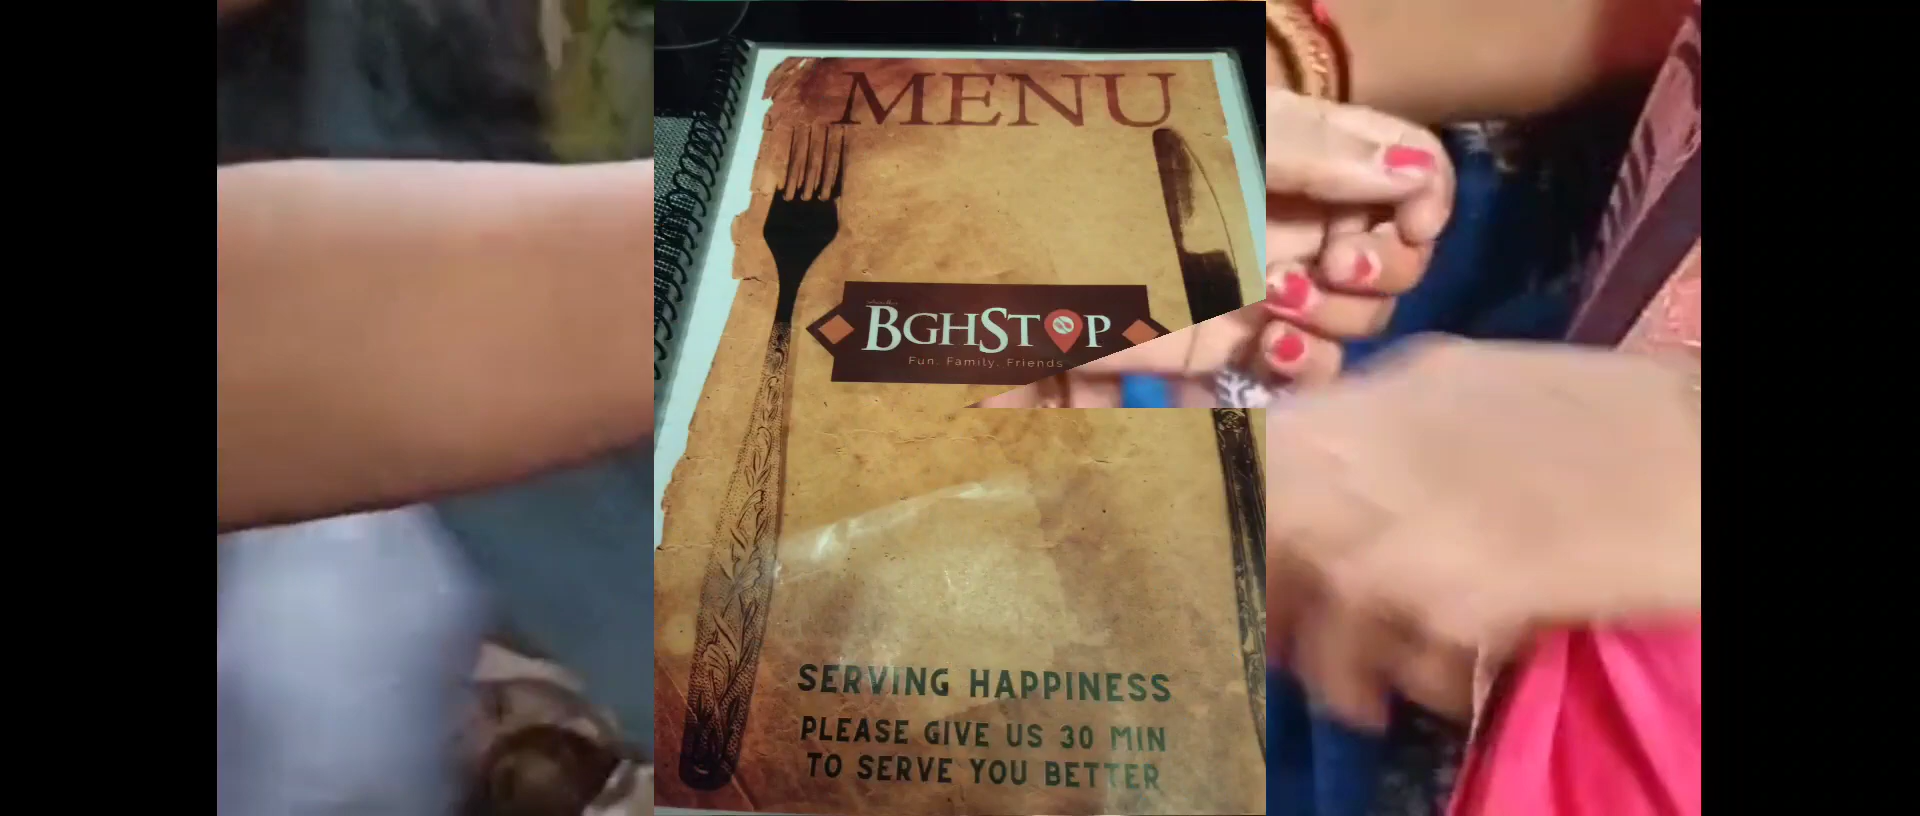 MENU
BGHSTOP
Fun. Family. Friends
SERVING HAPPINESS
PLEASE GIVE US 30 MIN
TO SERVE YOU BETTER